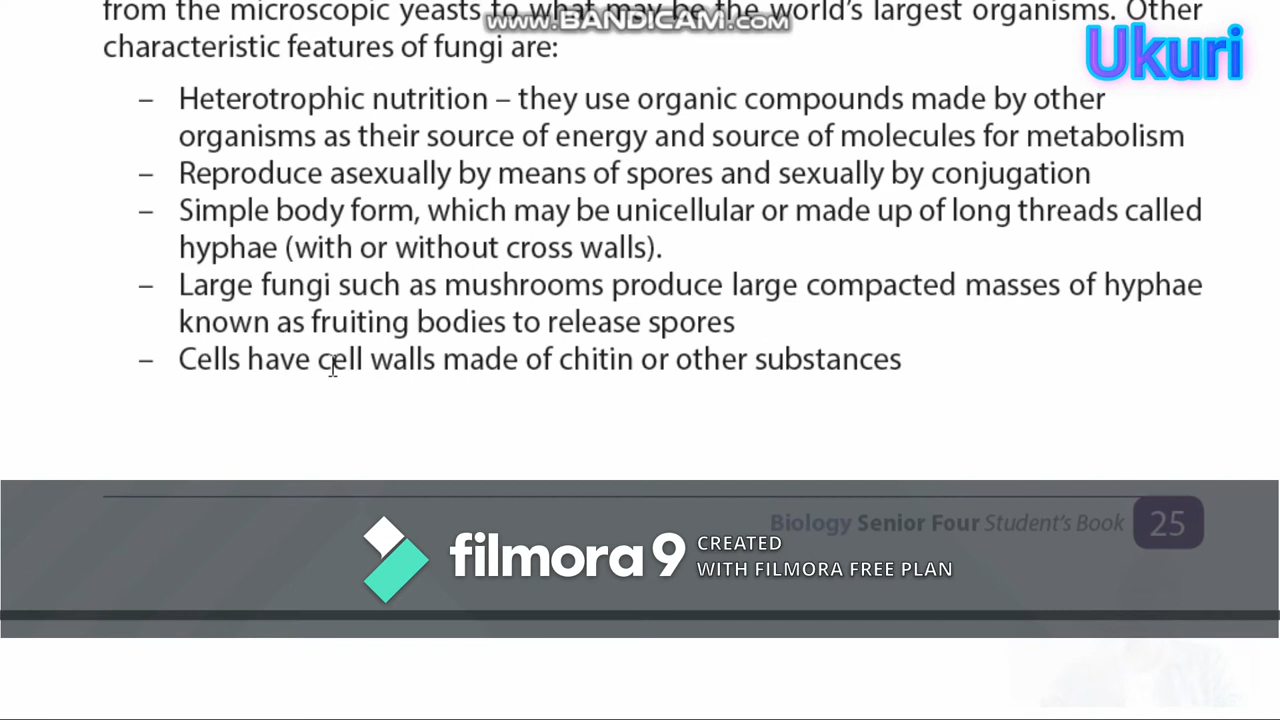 from the microscopic yeasts to what may be the world's largest organisms. Other
www.BANDICAM.com
characteristic features of fungi are:
Ukuri
– Heterotrophic nutrition – they use organic compounds made by other
organisms as their source of energy and source of molecules for metabolism
– Reproduce asexually by means of spores and sexually by conjugation
– Simple body form, which may be unicellular or made up of long threads called
hyphae (with or without cross walls).
– Large fungi such as mushrooms produce large compacted masses of hyphae
known as fruiting bodies to release spores
– Cells have cell walls made of chitin or other substances
Biology Senior Four Student's Book 25
filmora 9 CREATED
WITH FILMORA FREE PLAN